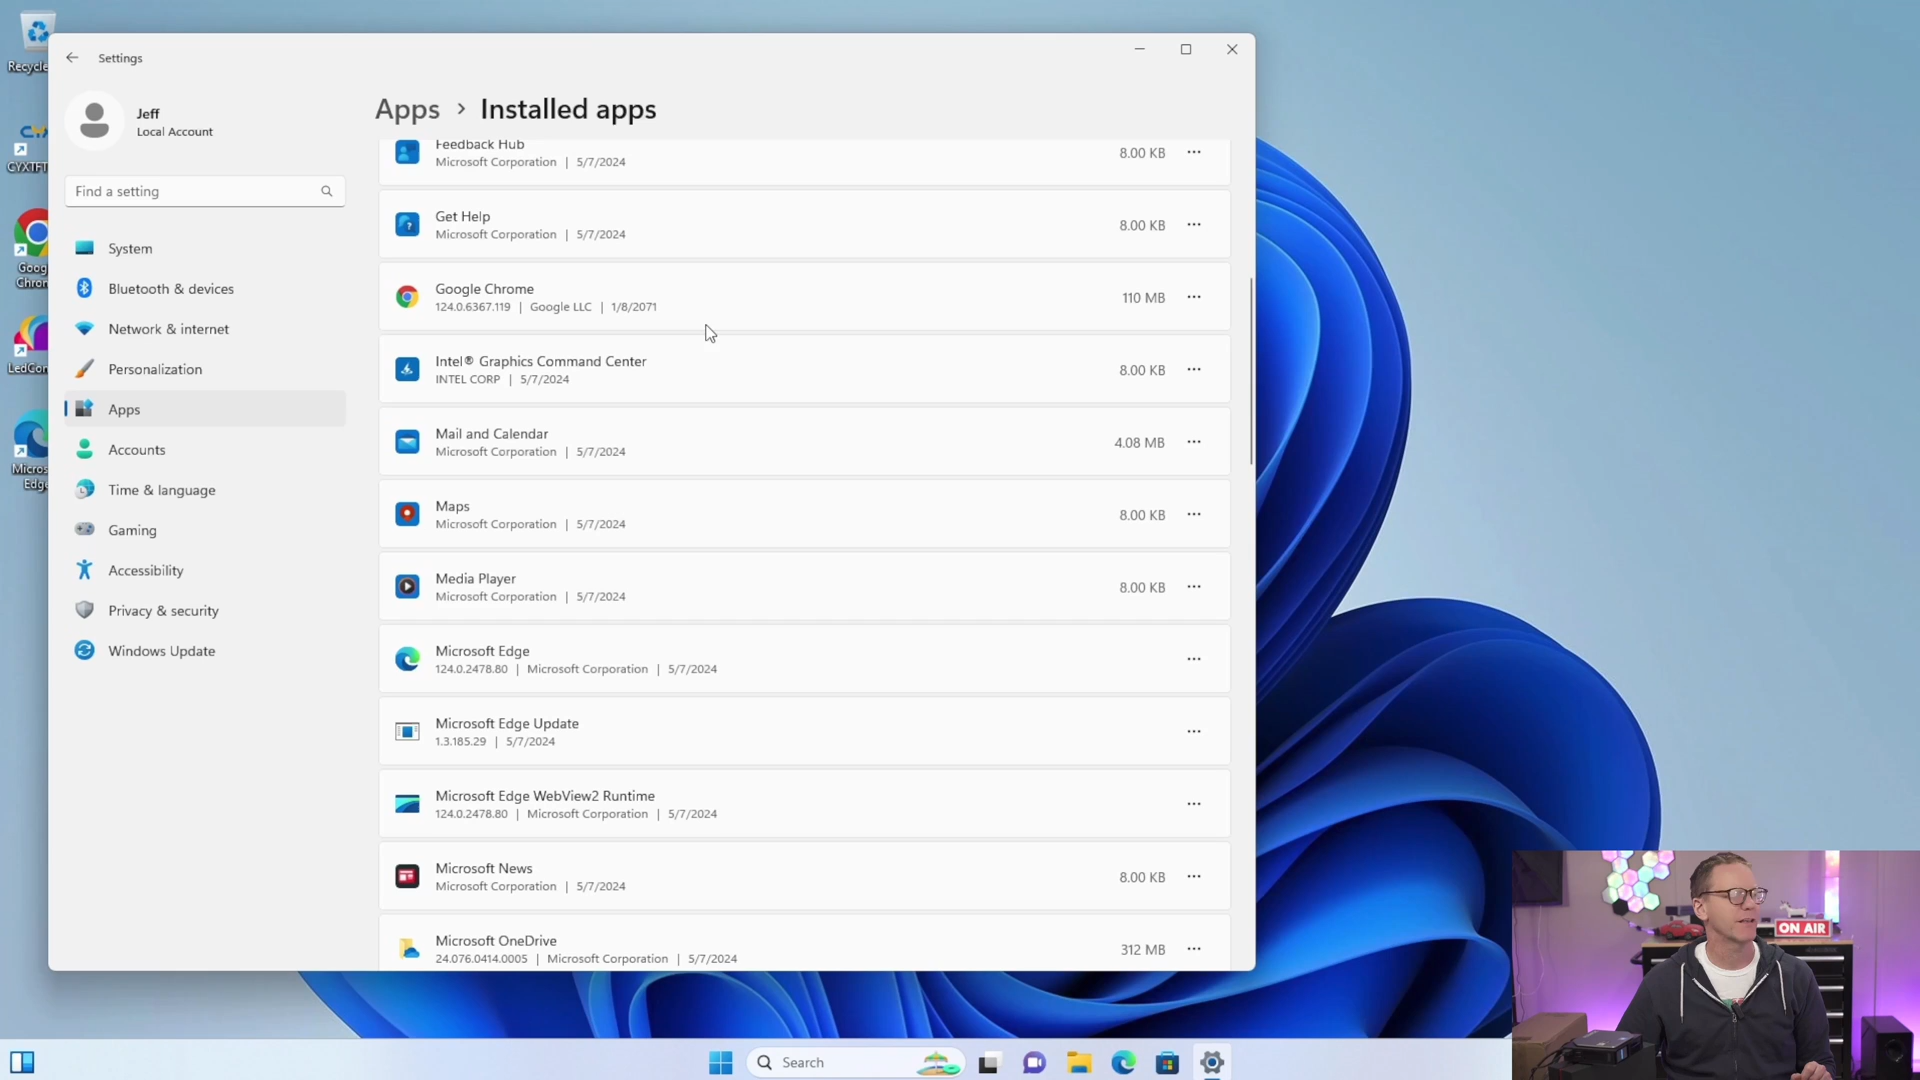 Recycle
CYXTFT
Goog
Chron
LedCon
Micros
Edge
Settings
Jeff
Local Account
Find a setting
System
Bluetooth & devices
Network & internet
Personalization
Apps
Accounts
Time & language
Gaming
Accessibility
Privacy & security
Windows Update
Apps > Installed apps
Feedback Hub
Microsoft Corporation | 5/7/2024
8.00 KB
Get Help
Microsoft Corporation | 5/7/2024
8.00 KB
Google Chrome
124.0.6367.119 | Google LLC | 1/8/2071
110 MB
Intel® Graphics Command Center
INTEL CORP | 5/7/2024
8.00 KB
Mail and Calendar
Microsoft Corporation | 5/7/2024
4.08 MB
Maps
Microsoft Corporation | 5/7/2024
8.00 KB
Media Player
Microsoft Corporation | 5/7/2024
8.00 KB
Microsoft Edge
124.0.2478.80 | Microsoft Corporation | 5/7/2024
Microsoft Edge Update
1.3.185.29 | 5/7/2024
Microsoft Edge WebView2 Runtime
124.0.2478.80 | Microsoft Corporation | 5/7/2024
Microsoft News
Microsoft Corporation | 5/7/2024
8.00 KB
Microsoft OneDrive
24.076.0414.0005 | Microsoft Corporation | 5/7/2024
312 MB
Search
ON AIR